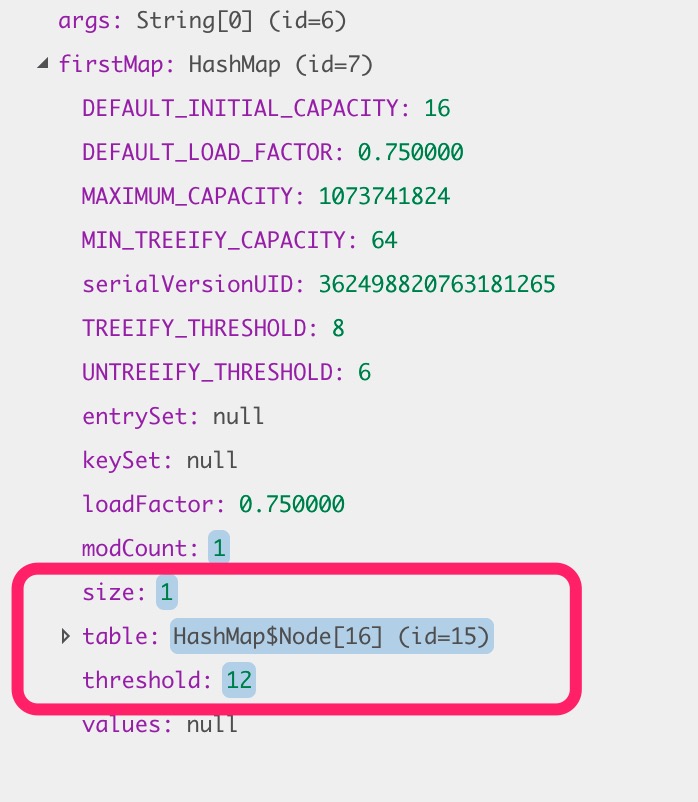 args: String[0] (id=6)
firstMap: HashMap (id=7)
DEFAULT_INITIAL_CAPACITY: 16
DEFAULT_LOAD_FACTOR: 0.750000
MAXIMUM_CAPACITY: 1073741824
MIN_TREEIFY_CAPACITY: 64
serialVersionUID: 362498820763181265
TREEIFY_THRESHOLD: 8
UNTREEIFY_THRESHOLD: 6
entrySet: null
keySet: null
loadFactor: 0.750000
modCount: 1
size: 1
table: HashMap$Node[16] (id=15)
threshold: 12
values: null